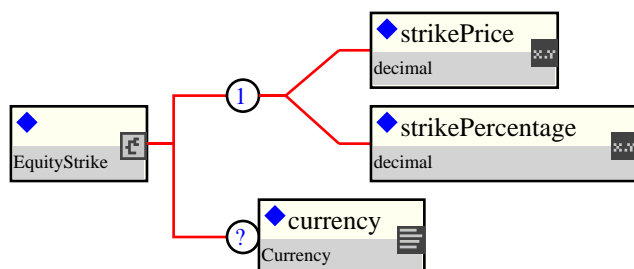 strikePrice
x.y
decimal
1
strikePercentage
x.y
decimal
EquityStrike
?
currency
Currency